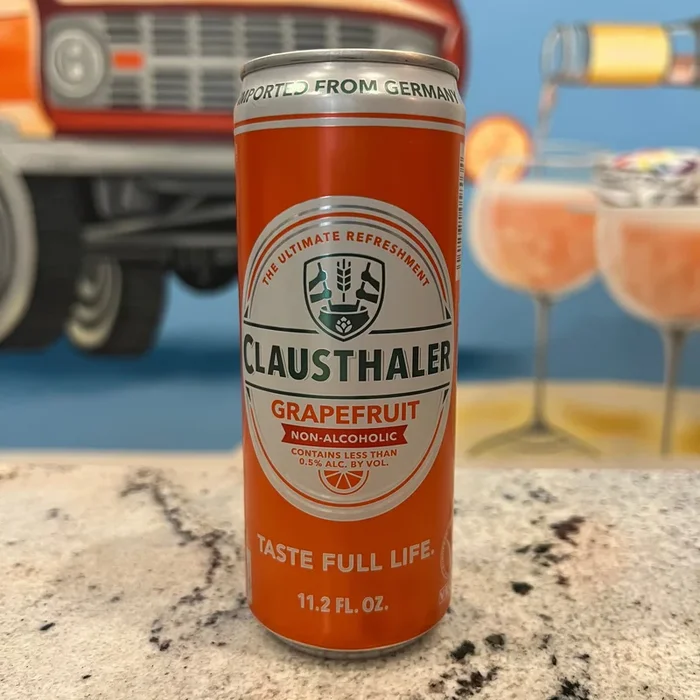 IMPORTED FROM GERMANY
THE ULTIMATE REFRESHMENT
CLAUSTHALER
GRAPEFRUIT
NON-ALCOHOLIC
CONTAINS LESS THAN
0.5% ALC. BY VOL.
TASTE FULL LIFE.
11.2 FL. OZ.